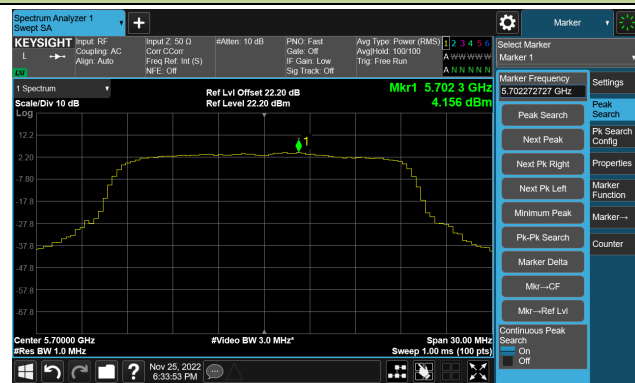 Spectrum Analyzer 1
Swept SA
Marker
KEYSIGHT
L
Input: RF
Coupling: AC
Align: Auto
Input Z: 50 Ω
Corr CCorr
Freq Ref: Int (S)
NFE: Off
#Atten: 10 dB
PNO: Fast
Gate: Off
IF Gain: Low
Sig Track: Off
Avg Type: Power (RMS)
Avg|Hold: 100/100
Trig: Free Run
1 2 3 4 5 6
A W W W W W
A N N N N N
Select Marker
Marker 1
1 Spectrum
Scale/Div 10 dB
Log
Ref Lvl Offset 22.20 dB
Ref Level 22.20 dBm
Mkr1 5.702 3 GHz
4.156 dBm
12.2
2.20
-7.80
-17.8
-27.8
-37.8
-47.8
-57.8
-67.8
1
Center 5.70000 GHz
#Res BW 1.0 MHz
#Video BW 3.0 MHz*
Span 30.00 MHz
Sweep 1.00 ms (100 pts)
Marker Frequency
5.702272727 GHz
Peak Search
Next Peak
Next Pk Right
Next Pk Left
Minimum Peak
Pk-Pk Search
Marker Delta
Mkr→CF
Mkr→Ref Lvl
Continuous Peak
Search
On
Off
Settings
Peak
Search
Pk Search
Config
Properties
Marker
Function
Marker→
Counter
?
Nov 25, 2022
6:33:53 PM